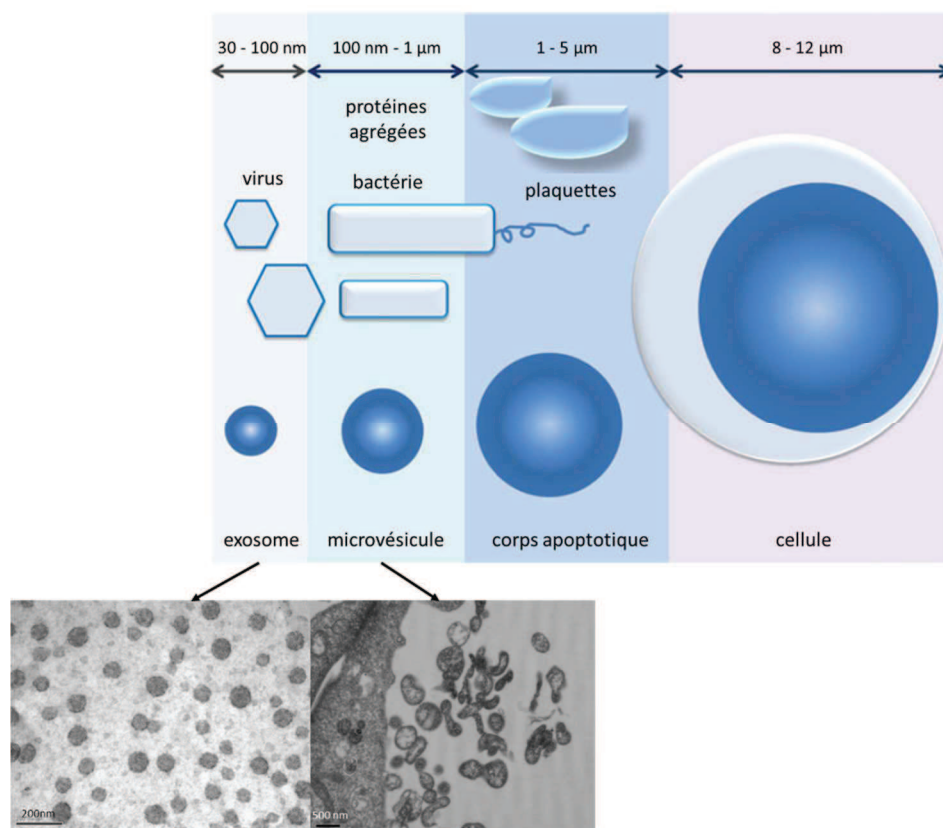 30 - 100 nm
100 nm - 1 µm
1 - 5 µm
8 - 12 µm
protéines
agrégées
virus
bactérie
plaquettes
exosome
microvésicule
corps apoptotique
cellule
200nm
500 nm